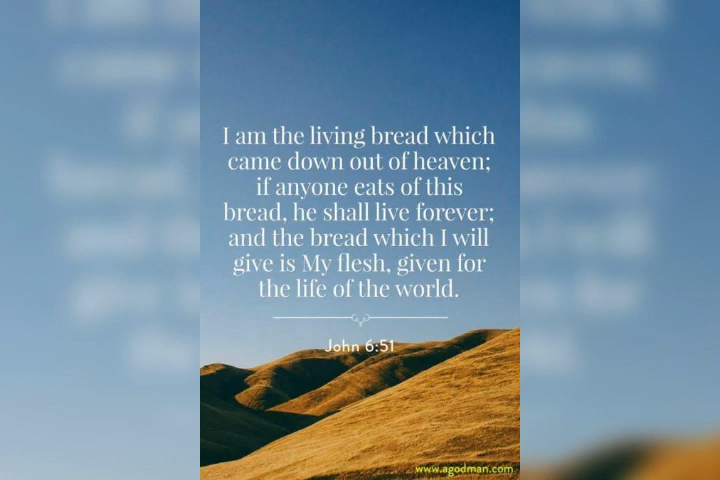 I am the living bread which
came down out of heaven;
if anyone eats of this
bread, he shall live forever;
and the bread which I will
give is My flesh, given for
the life of the world.
John 6:51
www.agodman.com